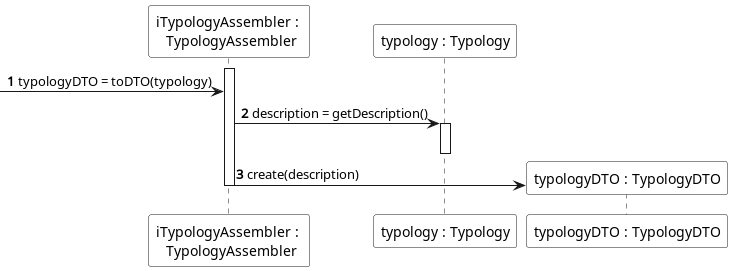 iTypologyAssembler :
TypologyAssembler
typology : Typology
1 typologyDTO = toDTO(typology)
2 description = getDescription()
3 create(description)
typologyDTO : TypologyDTO
iTypologyAssembler :
TypologyAssembler
typology : Typology
typologyDTO : TypologyDTO